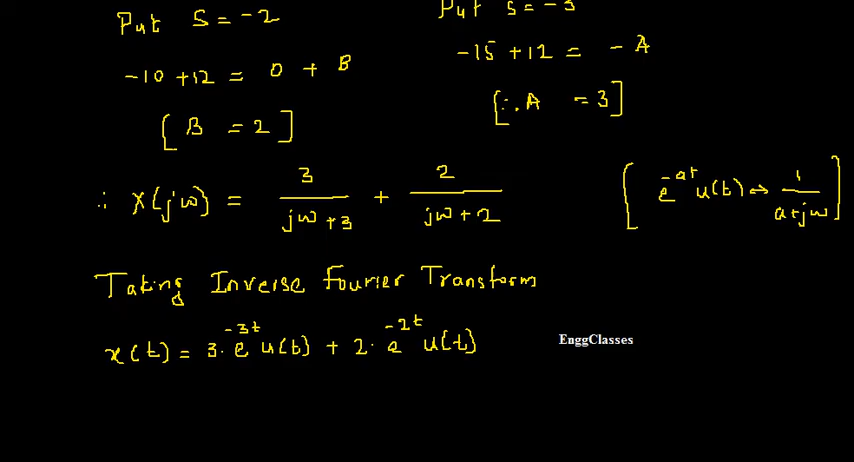 Put S = -2
-10 + 12 = 0 + B
[ B = 2 ]
Put S = -3
-15 + 12 = - A
[∴ A = 3]
∴ X(jω) = 3/(jω + 3) + 2/(jω + 2)
[ e^-at u(t) ↔ 1/(a + jω) ]
Taking Inverse Fourier Transform
x(t) = 3 · e^-3t u(t) + 2 · e^-2t u(t)
EnggClasses